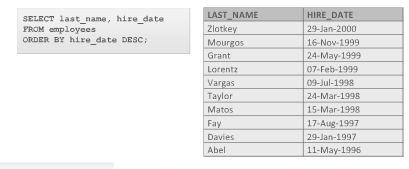 SELECT last_name, hire_date
FROM employees
ORDER BY hire_date DESC;
LAST_NAME HIRE_DATE
Zlotkey 29-Jan-2000
Mourgos 16-Nov-1999
Grant 24-May-1999
Lorentz 07-Feb-1999
Vargas 09-Jul-1998
Taylor 24-Mar-1998
Matos 15-Mar-1998
Fay 17-Aug-1997
Davies 29-Jan-1997
Abel 11-May-1996